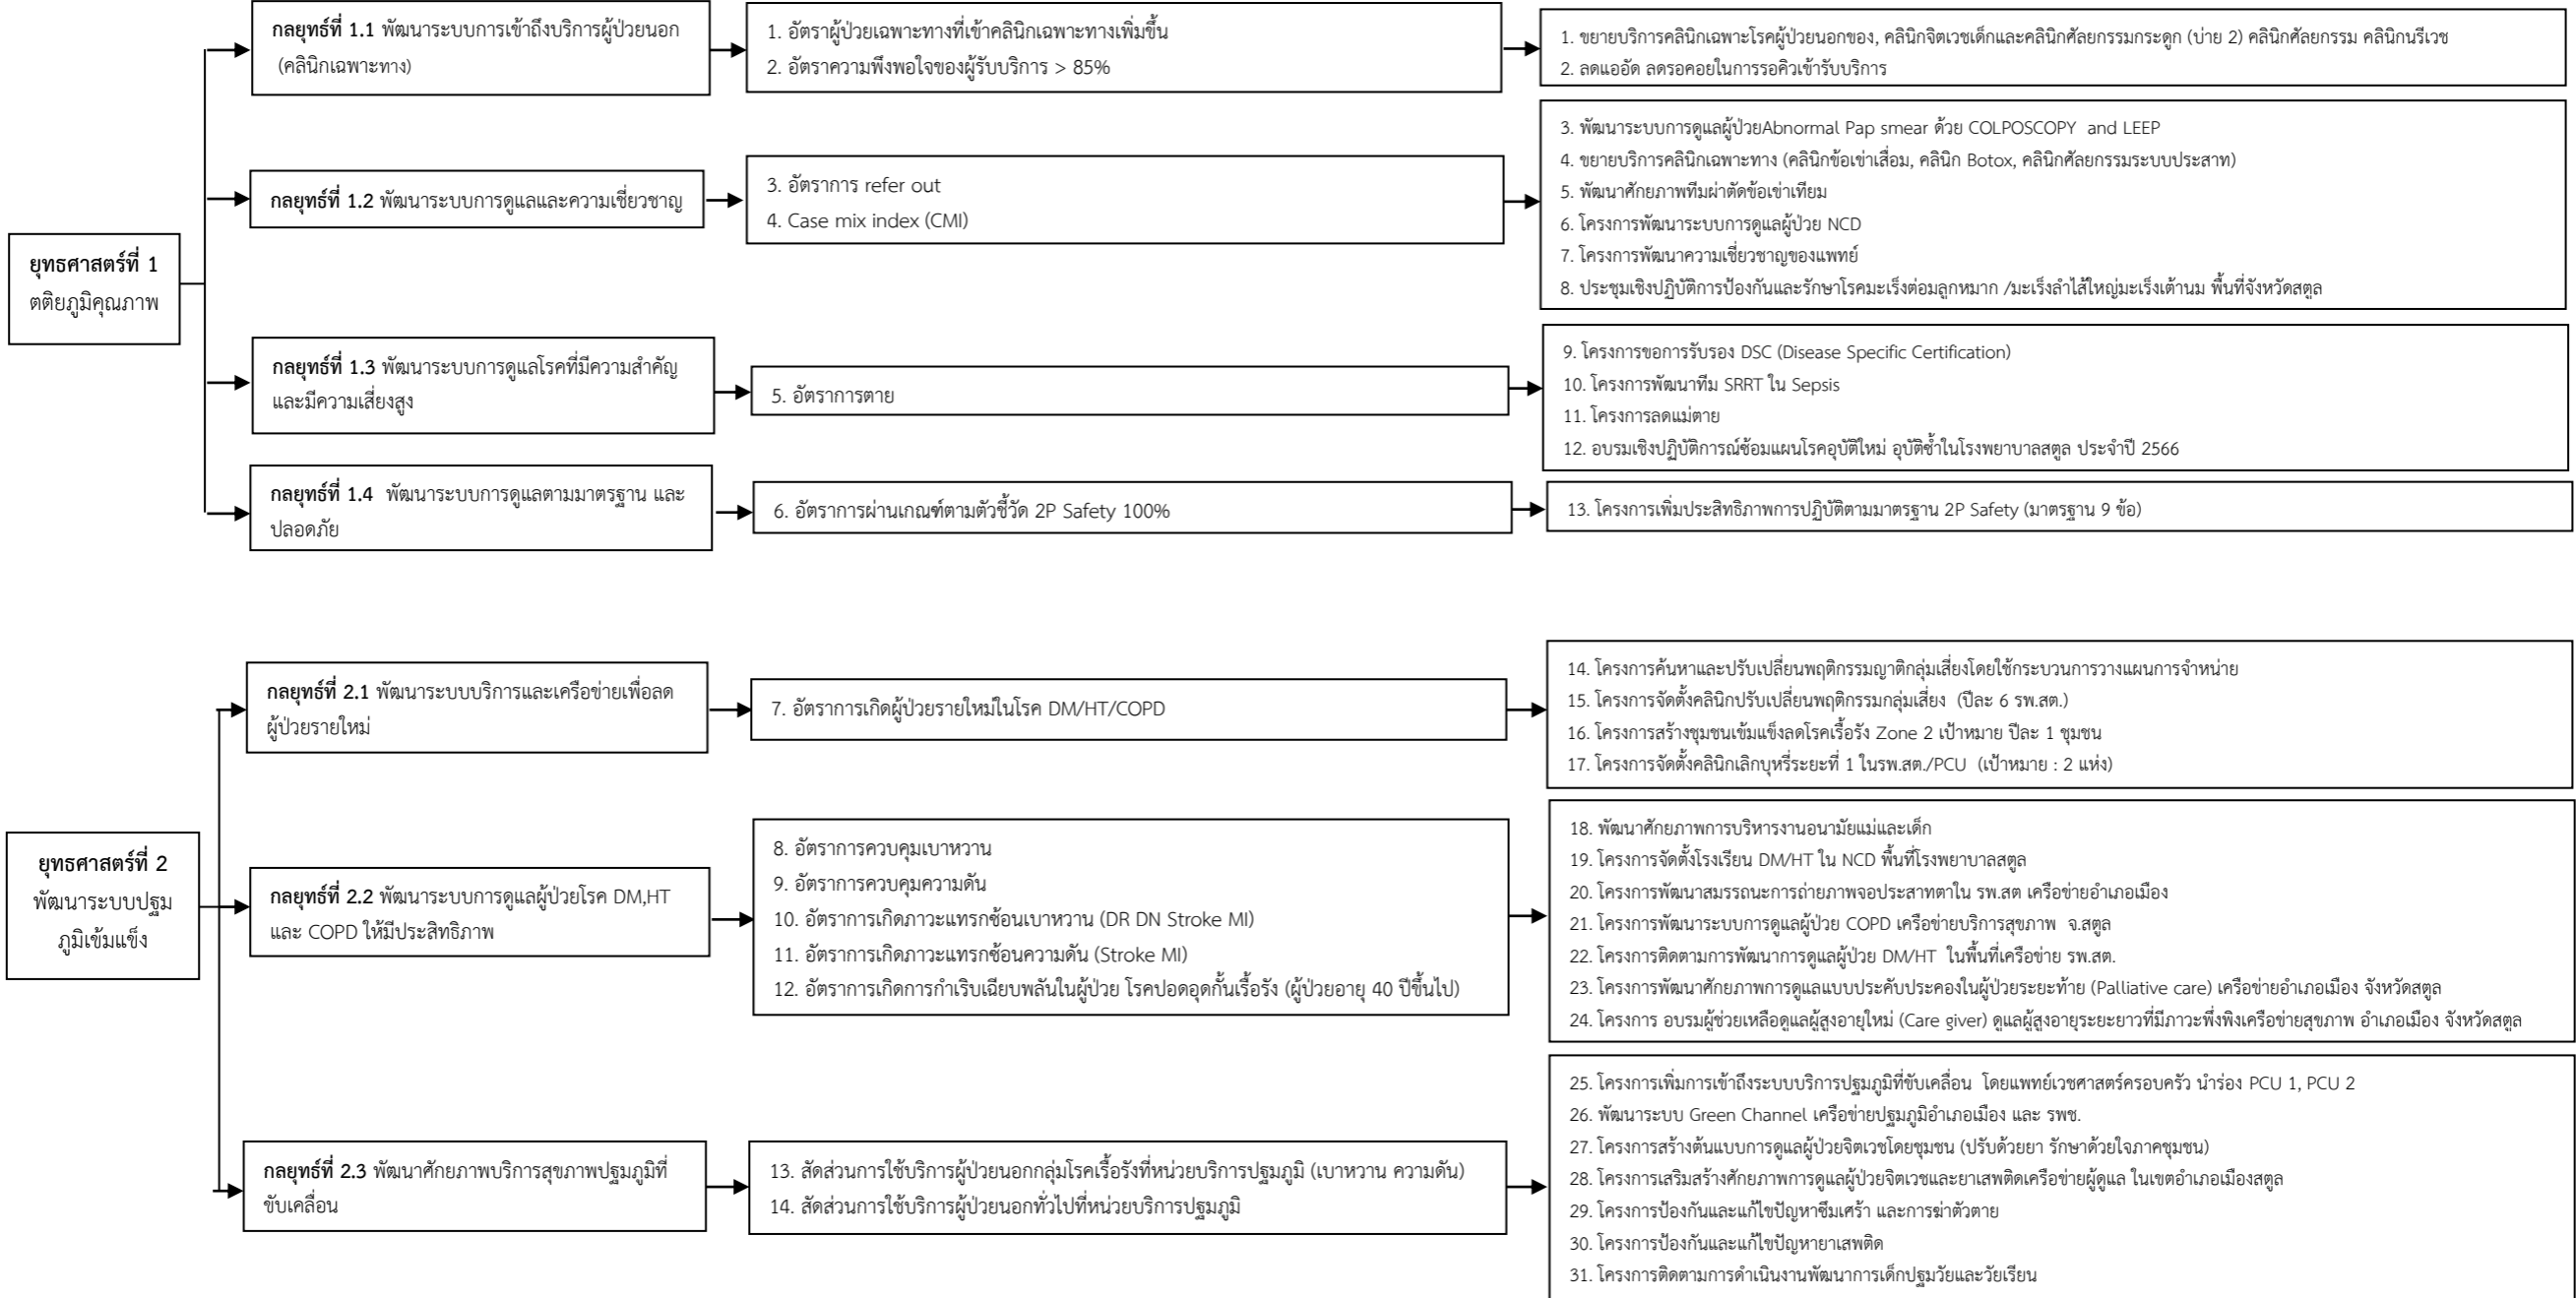 ยุทธศาสตร์ที่ 1
ตติยภูมิคุณภาพ
กลยุทธ์ที่ 1.1 พัฒนาระบบการเข้าถึงบริการผู้ป่วยนอก
(คลินิกเฉพาะทาง)
1. อัตราผู้ป่วยเฉพาะทางที่เข้าคลินิกเฉพาะทางเพิ่มขึ้น
2. อัตราความพึงพอใจของผู้รับบริการ > 85%
1. ขยายบริการคลินิกเฉพาะโรคผู้ป่วยนอกของ, คลินิกจิตเวชเด็กและคลินิกศัลยกรรมกระดูก (บ่าย 2) คลินิกศัลยกรรม คลินิกนรีเวช
2. ลดแออัด ลดรอคอยในการรอคิวเข้ารับบริการ
กลยุทธ์ที่ 1.2 พัฒนาระบบการดูแลและความเชี่ยวชาญ
3. อัตราการ refer out
4. Case mix index (CMI)
3. พัฒนาระบบการดูแลผู้ป่วยAbnormal Pap smear ด้วย COLPOSCOPY and LEEP
4. ขยายบริการคลินิกเฉพาะทาง (คลินิกข้อเข่าเสื่อม, คลินิก Botox, คลินิกศัลยกรรมระบบประสาท)
5. พัฒนาศักยภาพทีมผ่าตัดข้อเข่าเทียม
6. โครงการพัฒนาระบบการดูแลผู้ป่วย NCD
7. โครงการพัฒนาความเชี่ยวชาญของแพทย์
8. ประชุมเชิงปฏิบัติการป้องกันและรักษาโรคมะเร็งต่อมลูกหมาก /มะเร็งลำไส้ใหญ่มะเร็งเต้านม พื้นที่จังหวัดสตูล
กลยุทธ์ที่ 1.3 พัฒนาระบบการดูแลโรคที่มีความสำคัญ
และมีความเสี่ยงสูง
5. อัตราการตาย
9. โครงการขอการรับรอง DSC (Disease Specific Certification)
10. โครงการพัฒนาทีม SRRT ใน Sepsis
11. โครงการลดแม่ตาย
12. อบรมเชิงปฏิบัติการณ์ซ้อมแผนโรคอุบัติใหม่ อุบัติซ้ำในโรงพยาบาลสตูล ประจำปี 2566
กลยุทธ์ที่ 1.4 พัฒนาระบบการดูแลตามมาตรฐาน และ
ปลอดภัย
6. อัตราการผ่านเกณฑ์ตามตัวชี้วัด 2P Safety 100%
13. โครงการเพิ่มประสิทธิภาพการปฏิบัติตามมาตรฐาน 2P Safety (มาตรฐาน 9 ข้อ)
ยุทธศาสตร์ที่ 2
พัฒนาระบบปฐม
ภูมิเข้มแข็ง
กลยุทธ์ที่ 2.1 พัฒนาระบบบริการและเครือข่ายเพื่อลด
ผู้ป่วยรายใหม่
7. อัตราการเกิดผู้ป่วยรายใหม่ในโรค DM/HT/COPD
14. โครงการค้นหาและปรับเปลี่ยนพฤติกรรมญาติกลุ่มเสี่ยงโดยใช้กระบวนการวางแผนการจำหน่าย
15. โครงการจัดตั้งคลินิกปรับเปลี่ยนพฤติกรรมกลุ่มเสี่ยง (ปีละ 6 รพ.สต.)
16. โครงการสร้างชุมชนเข้มแข็งลดโรคเรื้อรัง Zone 2 เป้าหมาย ปีละ 1 ชุมชน
17. โครงการจัดตั้งคลินิกเลิกบุหรี่ระยะที่ 1 ในรพ.สต./PCU (เป้าหมาย : 2 แห่ง)
กลยุทธ์ที่ 2.2 พัฒนาระบบการดูแลผู้ป่วยโรค DM,HT
และ COPD ให้มีประสิทธิภาพ
8. อัตราการควบคุมเบาหวาน
9. อัตราการควบคุมความดัน
10. อัตราการเกิดภาวะแทรกซ้อนเบาหวาน (DR DN Stroke MI)
11. อัตราการเกิดภาวะแทรกซ้อนความดัน (Stroke MI)
12. อัตราการเกิดการกำเริบเฉียบพลันในผู้ป่วย โรคปอดอุดกั้นเรื้อรัง (ผู้ป่วยอายุ 40 ปีขึ้นไป)
18. พัฒนาศักยภาพการบริหารงานอนามัยแม่และเด็ก
19. โครงการจัดตั้งโรงเรียน DM/HT ใน NCD พื้นที่โรงพยาบาลสตูล
20. โครงการพัฒนาสมรรถนะการถ่ายภาพจอประสาทตาใน รพ.สต เครือข่ายอำเภอเมือง
21. โครงการพัฒนาระบบการดูแลผู้ป่วย COPD เครือข่ายบริการสุขภาพ จ.สตูล
22. โครงการติดตามการพัฒนาการดูแลผู้ป่วย DM/HT ในพื้นที่เครือข่าย รพ.สต.
23. โครงการพัฒนาศักยภาพการดูแลแบบประคับประคองในผู้ป่วยระยะท้าย (Palliative care) เครือข่ายอำเภอเมือง จังหวัดสตูล
24. โครงการ อบรมผู้ช่วยเหลือดูแลผู้สูงอายุใหม่ (Care giver) ดูแลผู้สูงอายุระยะยาวที่มีภาวะพึ่งพิงเครือข่ายสุขภาพ อำเภอเมือง จังหวัดสตูล
กลยุทธ์ที่ 2.3 พัฒนาศักยภาพบริการสุขภาพปฐมภูมิที่
ขับเคลื่อน
13. สัดส่วนการใช้บริการผู้ป่วยนอกกลุ่มโรคเรื้อรังที่หน่วยบริการปฐมภูมิ (เบาหวาน ความดัน)
14. สัดส่วนการใช้บริการผู้ป่วยนอกทั่วไปที่หน่วยบริการปฐมภูมิ
25. โครงการเพิ่มการเข้าถึงระบบบริการปฐมภูมิที่ขับเคลื่อน โดยแพทย์เวชศาสตร์ครอบครัว นำร่อง PCU 1, PCU 2
26. พัฒนาระบบ Green Channel เครือข่ายปฐมภูมิอำเภอเมือง และ รพช.
27. โครงการสร้างต้นแบบการดูแลผู้ป่วยจิตเวชโดยชุมชน (ปรับด้วยยา รักษาด้วยใจภาคชุมชน)
28. โครงการเสริมสร้างศักยภาพการดูแลผู้ป่วยจิตเวชและยาเสพติดเครือข่ายผู้ดูแล ในเขตอำเภอเมืองสตูล
29. โครงการป้องกันและแก้ไขปัญหาซึมเศร้า และการฆ่าตัวตาย
30. โครงการป้องกันและแก้ไขปัญหายาเสพติด
31. โครงการติดตามการดำเนินงานพัฒนาการเด็กปฐมวัยและวัยเรียน